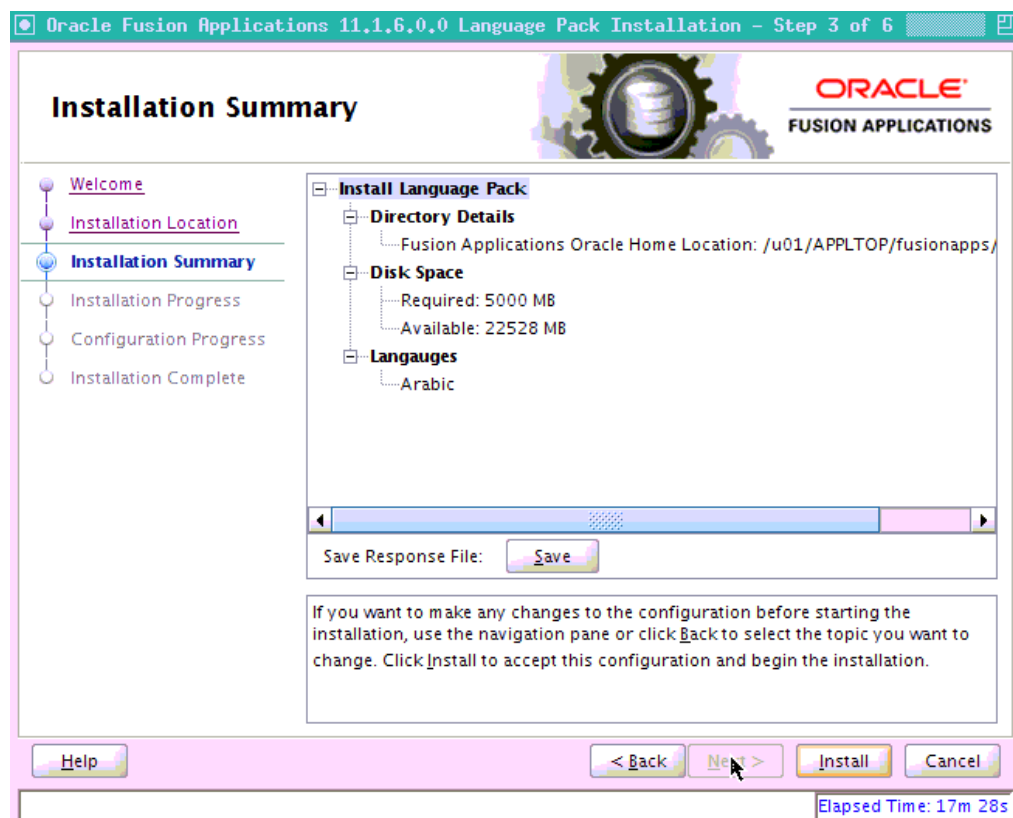 Oracle Fusion Applications 11.1.6.0.0 Language Pack Installation - Step 3 of 6
Installation Summary
ORACLE
FUSION APPLICATIONS
Welcome
Installation Location
Installation Summary
Installation Progress
Configuration Progress
Installation Complete
Install Language Pack
Directory Details
Fusion Applications Oracle Home Location: /u01/APPLTOP/fusionapps/
Disk Space
Required: 5000 MB
Available: 22528 MB
Langauges
Arabic
Save Response File: Save
If you want to make any changes to the configuration before starting the
installation, use the navigation pane or click Back to select the topic you want to
change. Click Install to accept this configuration and begin the installation.
Help < Back Next > Install Cancel
Elapsed Time: 17m 28s